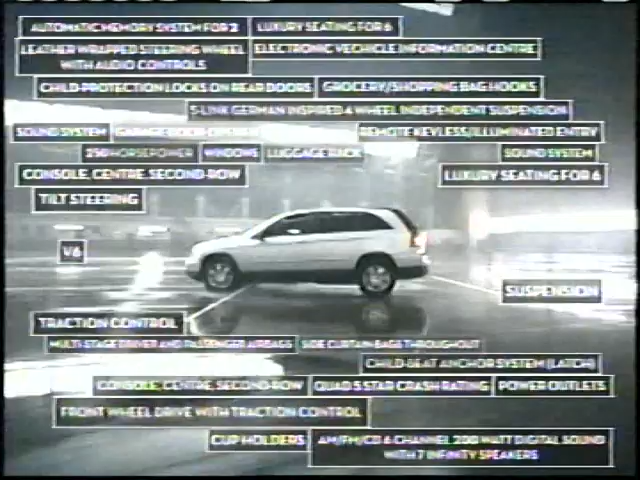 AUTOMATIC MEMORY SYSTEM FOR 2
LUXURY SEATING FOR 6
LEATHER WRAPPED STEERING WHEEL
WITH AUDIO CONTROLS
ELECTRONIC VECHICLE INFORMATION CENTRE
CHILD-PROTECTION LOCKS ON REAR DOORS
GROCERY/SHOPPING BAG HOOKS
5-LINK GERMAN INSPIRED 4 WHEEL INDEPENDENT SUSPENSION
SOUND SYSTEM
GARAGE DOOR OPENER
REMOTE KEYLESS/ILLUMINATED ENTRY
250 HORSEPOWER
WINDOWS
LUGGAGE RACK
SOUND SYSTEM
CONSOLE, CENTRE, SECOND-ROW
LUXURY SEATING FOR 6
TILT STEERING
V6
SUSPENSION
TRACTION CONTROL
MULTI-STAGE DRIVER AND PASSENGER AIRBAGS
SIDE CURTAIN BAGS THROUGHOUT
CHILD-SEAT ANCHOR SYSTEM (LATCH)
CONSOLE, CENTRE, SECOND-ROW
QUAD 5 STAR CRASH RATING
POWER OUTLETS
FRONT WHEEL DRIVE WITH TRACTION CONTROL
CUP HOLDERS
AM/FM/CD 6 CHANNEL 200 WATT DIGITAL SOUND
WITH 7 INFINITY SPEAKERS